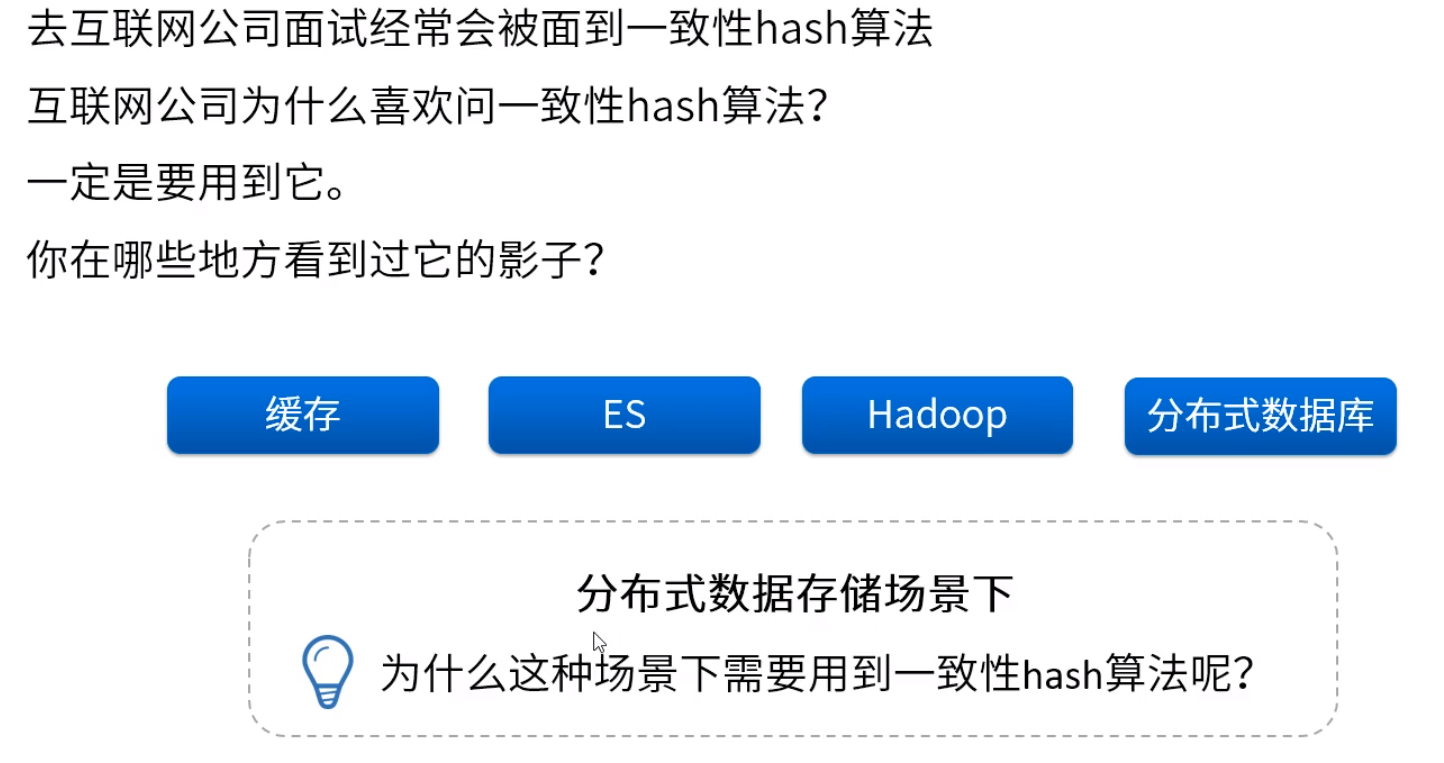 去互联网公司面试经常会被面到一致性hash算法
互联网公司为什么喜欢问一致性hash算法？
一定是要用到它。
你在哪些地方看到过它的影子？
缓存
ES
Hadoop
分布式数据库
分布式数据存储场景下
为什么这种场景下需要用到一致性hash算法呢？